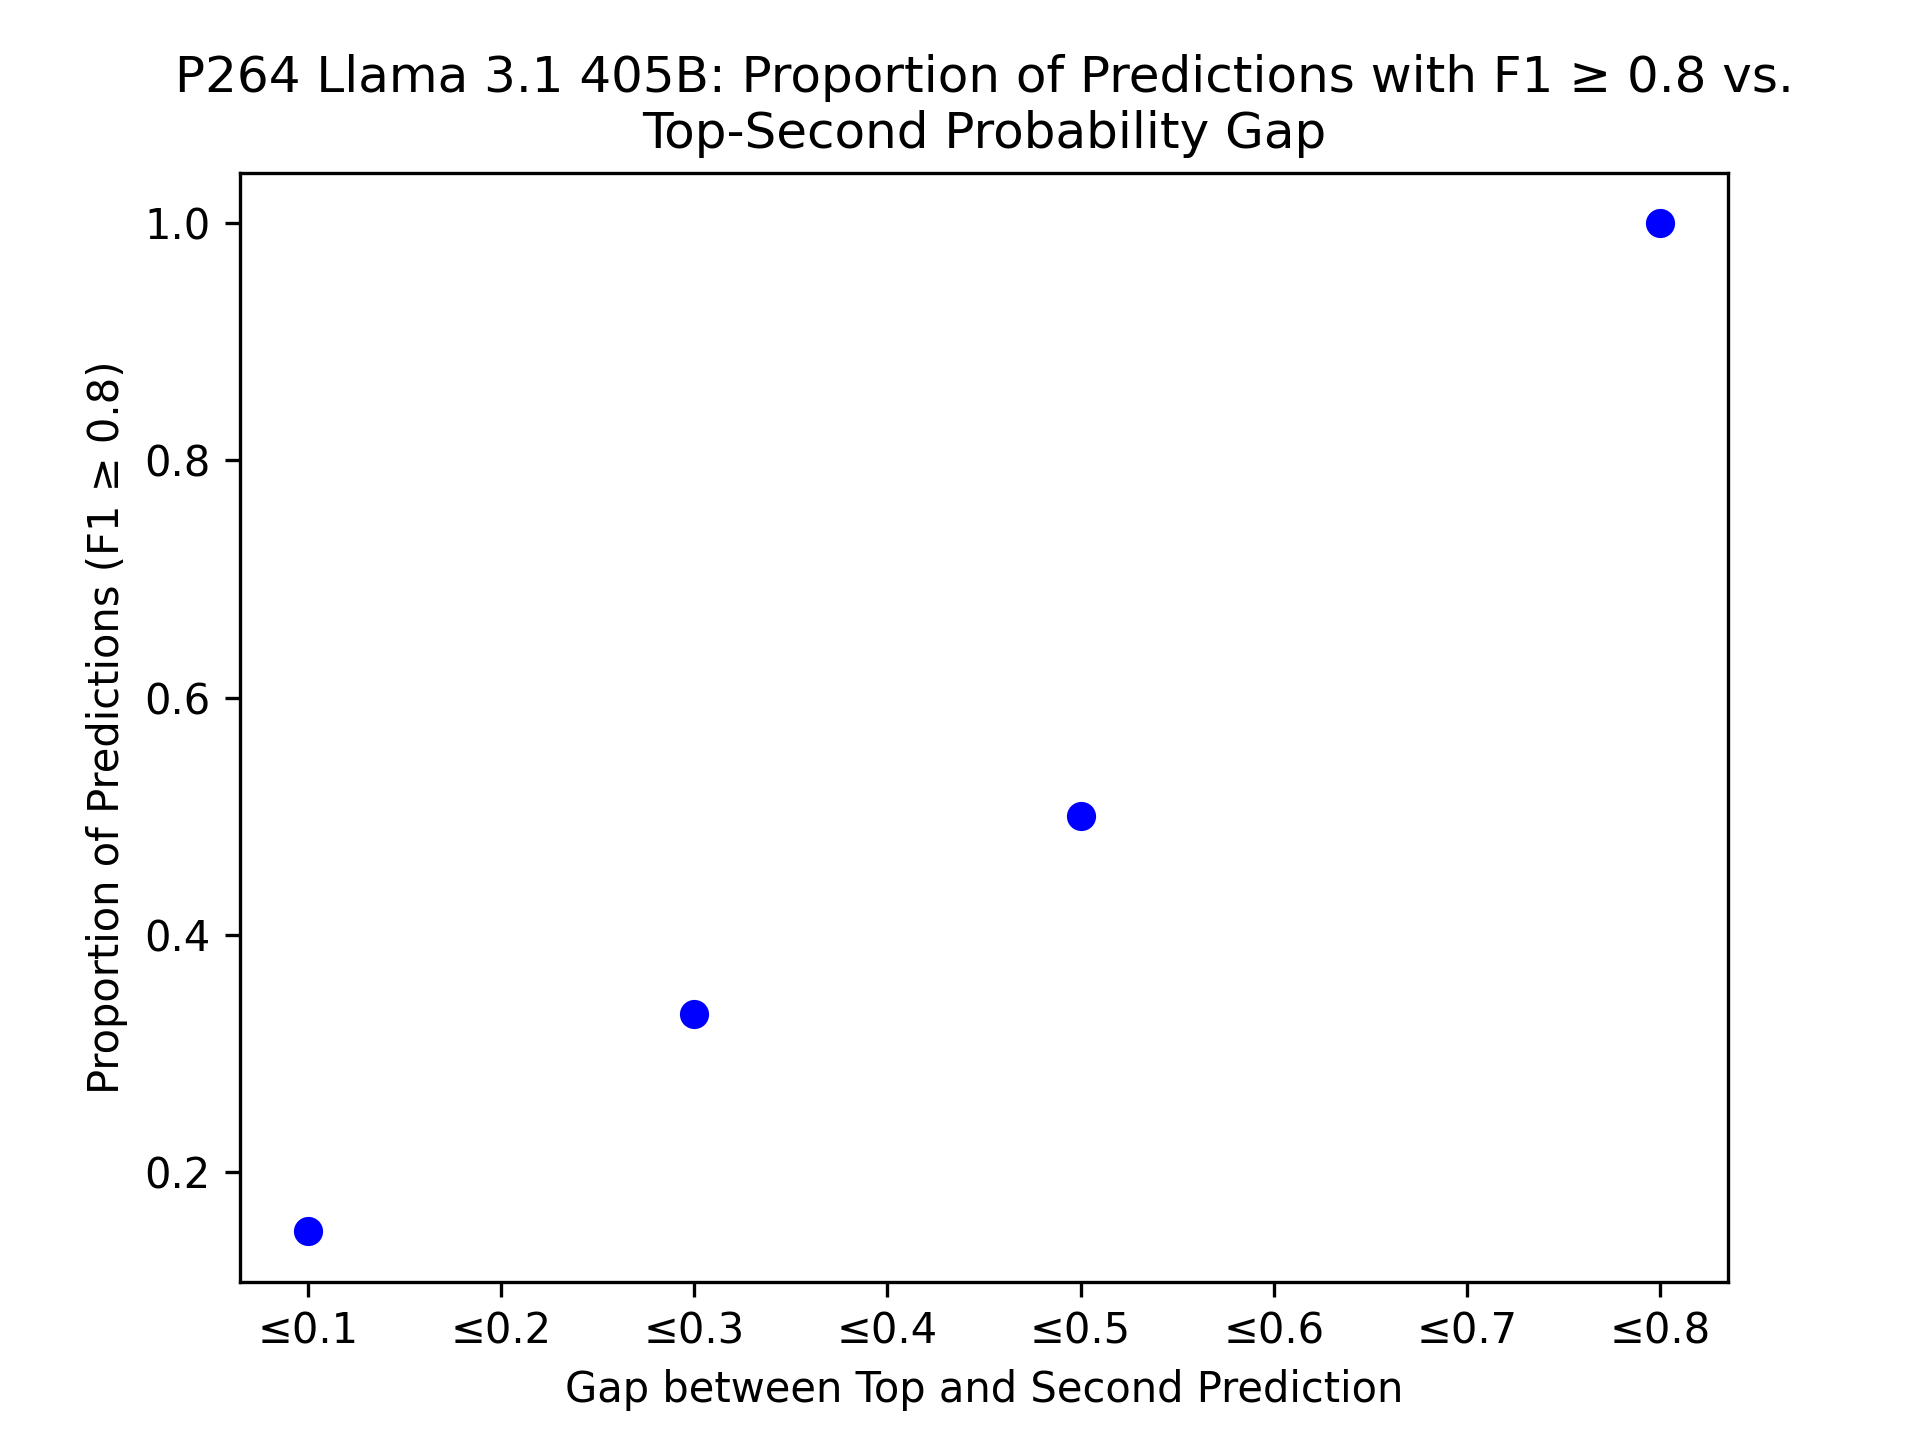 P264 Llama 3.1 405B: Proportion of Predictions with F1 ≥ 0.8 vs.
Top-Second Probability Gap
Proportion of Predictions (F1 ≥ 0.8)
1.0
0.8
0.6
0.4
0.2
≤0.1 ≤0.2 ≤0.3 ≤0.4 ≤0.5 ≤0.6 ≤0.7 ≤0.8
Gap between Top and Second Prediction